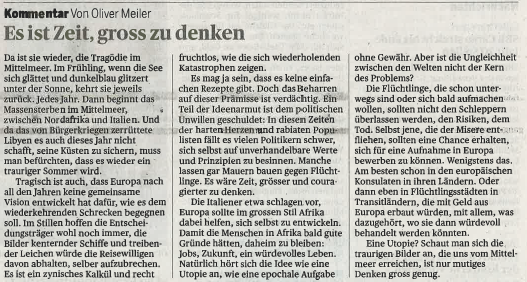 Kommentar Von Oliver Meiler
Es ist Zeit, gross zu denken
Da ist sie wieder, die Tragödie im
Mittelmeer. Im Frühling, wenn die See
sich glättet und dunkelblau glitzert
unter der Sonne, kehrt sie jeweils
zurück. Jedes Jahr. Dann beginnt das
Massensterben im Mittelmeer,
zwischen Nordafrika und Italien. Und
da das von Bürgerkriegen zerrüttete
Libyen es auch dieses Jahr nicht
schafft, seine Küsten zu sichern, muss
man befürchten, dass es wieder ein
trauriger Sommer wird.
Tragisch ist auch, dass Europa nach
all den Jahren keine gemeinsame
Vision entwickelt hat dafür, wie es dem
wiederkehrenden Schrecken begegnen
soll. Im Stillen hoffen die Entschei-
dungsträger wohl noch immer, die
Bilder kenternder Schiffe und treiben-
der Leichen würde die Reisewilligen
davon abhalten, selber aufzubrechen.
Es ist ein zynisches Kalkül und recht
fruchtlos, wie die sich wiederholenden
Katastrophen zeigen.
Es mag ja sein, dass es keine einfa-
chen Rezepte gibt. Doch das Beharren
auf dieser Prämisse ist verdächtig. Ein
Teil der Ideenarmut ist dem politischen
Unwillen geschuldet: In diesen Zeiten
der harten Herzen und rabiaten Popu-
listen fällt es vielen Politikern schwer,
sich selbst auf unverhandelbare Werte
und Prinzipien zu besinnen. Manche
lassen gar Mauern bauen gegen Flücht-
linge. Es wäre Zeit, grösser und coura-
gierter zu denken.
Die Italiener etwa schlagen vor,
Europa sollte im grossen Stil Afrika
dabei helfen, sich selbst zu entwickeln.
Damit die Menschen in Afrika bald gute
Gründe hätten, daheim zu bleiben:
Jobs, Zukunft, ein würdevolles Leben.
Natürlich hört sich die Idee wie eine
Utopie an, wie eine epochale Aufgabe
ohne Gewähr. Aber ist die Ungleichheit
zwischen den Welten nicht der Kern
des Problems?
Die Flüchtlinge, die schon unter-
wegs sind oder sich bald aufmachen
wollen, sollten nicht den Schleppern
überlassen werden, den Risiken, dem
Tod. Selbst jene, die der Misere ent-
fliehen, sollten eine Chance erhalten,
sich für eine Aufnahme in Europa
bewerben zu können. Wenigstens das.
Am besten schon in den europäischen
Konsulaten in ihren Ländern. Oder
dann eben in Flüchtlingsstädten in
Transitländern, die mit Geld aus
Europa erbaut würden, mit allem, was
dazugehört, wo sie dann würdevoll
behandelt werden könnten.
Eine Utopie? Schaut man sich die
traurigen Bilder an, die uns vom Mittel-
meer erreichen, ist nur mutiges
Denken gross genug.